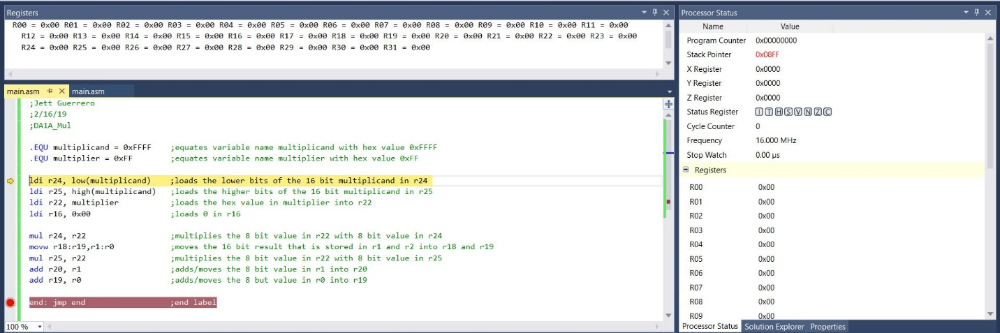 Registers
R00 = 0x00 R01 = 0x00 R02 = 0x00 R03 = 0x00 R04 = 0x00 R05 = 0x00 R06 = 0x00 R07 = 0x00 R08 = 0x00 R09 = 0x00 R10 = 0x00 R11 = 0x00
R12 = 0x00 R13 = 0x00 R14 = 0x00 R15 = 0x00 R16 = 0x00 R17 = 0x00 R18 = 0x00 R19 = 0x00 R20 = 0x00 R21 = 0x00 R22 = 0x00 R23 = 0x00
R24 = 0x00 R25 = 0x00 R26 = 0x00 R27 = 0x00 R28 = 0x00 R29 = 0x00 R30 = 0x00 R31 = 0x00
main.asm main.asm
;Jett Guerrero
;2/16/19
;DA1A_Mul
.EQU multiplicand = 0xFFFF ;equates variable name multiplicand with hex value 0xFFFF
.EQU multiplier = 0xFF ;equates variable name multiplier with hex value 0xFF
ldi r24, low(multiplicand) ;loads the lower bits of the 16 bit multiplicand in r24
ldi r25, high(multiplicand) ;loads the higher bits of the 16 bit multiplicand in r25
ldi r22, multiplier ;loads the hex value in multiplier into r22
ldi r16, 0x00 ;loads 0 in r16
mul r24, r22 ;multiplies the 8 bit value in r22 with 8 bit value in r24
movw r18:r19,r1:r0 ;moves the 16 bit result that is stored in r1 and r2 into r18 and r19
mul r25, r22 ;multiplies the 8 bit value in r22 with 8 bit value in r25
add r20, r1 ;adds/moves the 8 bit value in r1 into r20
add r19, r0 ;adds/moves the 8 but value in r0 into r19
end: jmp end ;end label
100 %
Processor Status
Name Value
Program Counter 0x00000000
Stack Pointer 0x08FF
X Register 0x0000
Y Register 0x0000
Z Register 0x0000
Status Register I T H S V N Z C
Cycle Counter 0
Frequency 16.000 MHz
Stop Watch 0.00 µs
Registers
R00 0x00
R01 0x00
R02 0x00
R03 0x00
R04 0x00
R05 0x00
R06 0x00
R07 0x00
R08 0x00
R09 0x00
Processor Status Solution Explorer Properties